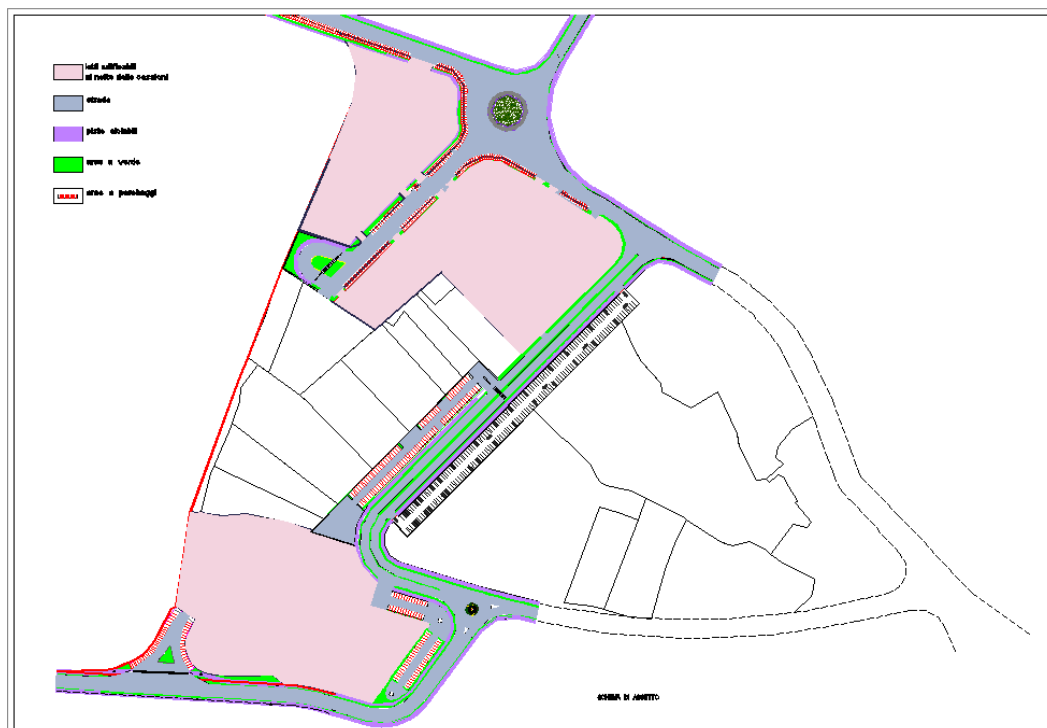 lotti edificabili
al netto delle cessioni
strade
piste ciclabili
aree a verde
aree a parcheggi
SCHEMA DI ASSETTO